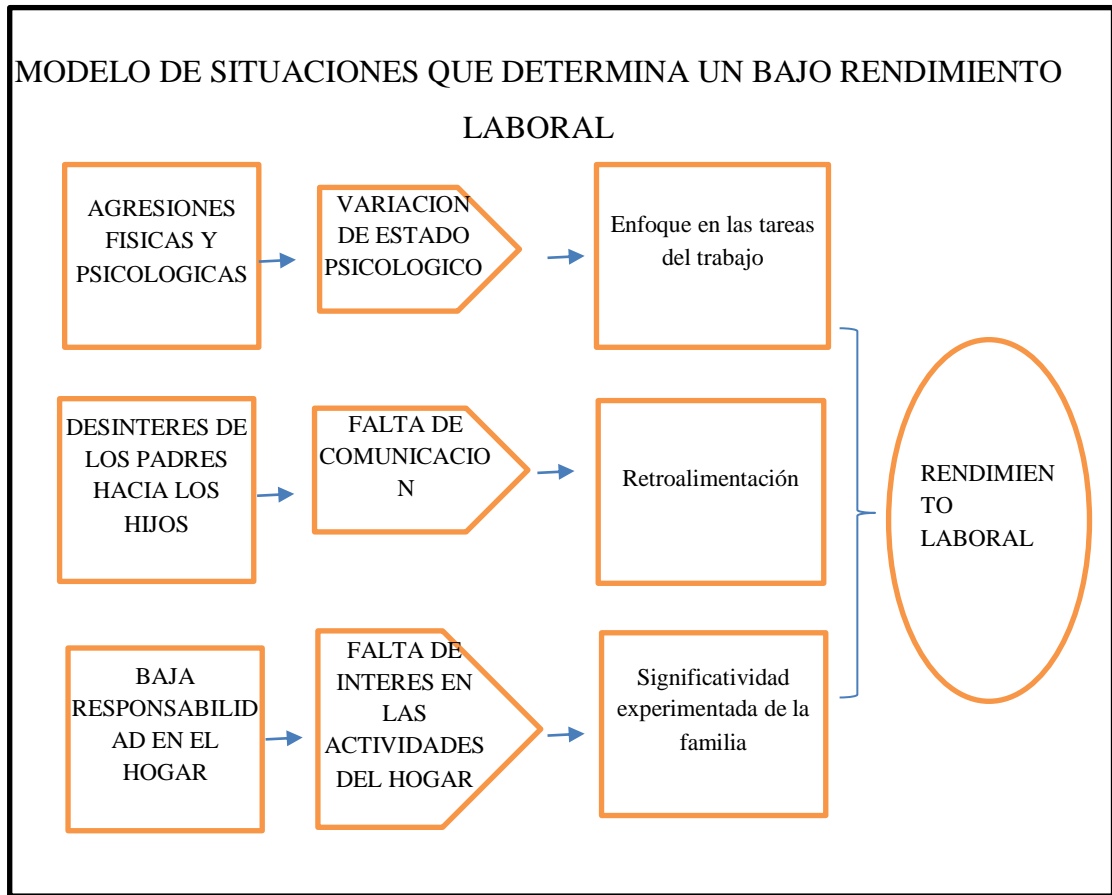 MODELO DE SITUACIONES QUE DETERMINA UN BAJO RENDIMIENTO
LABORAL
AGRESIONES
FISICAS Y
PSICOLOGICAS
VARIACION
DE ESTADO
PSICOLOGICO
Enfoque en las tareas
del trabajo
DESINTERES DE
LOS PADRES
HACIA LOS
HIJOS
FALTA DE
COMUNICACIO
N
Retroalimentación
BAJA
RESPONSABILID
AD EN EL
HOGAR
FALTA DE
INTERES EN
LAS
ACTIVIDADES
DEL HOGAR
Significatividad
experimentada de la
familia
RENDIMIEN
TO
LABORAL